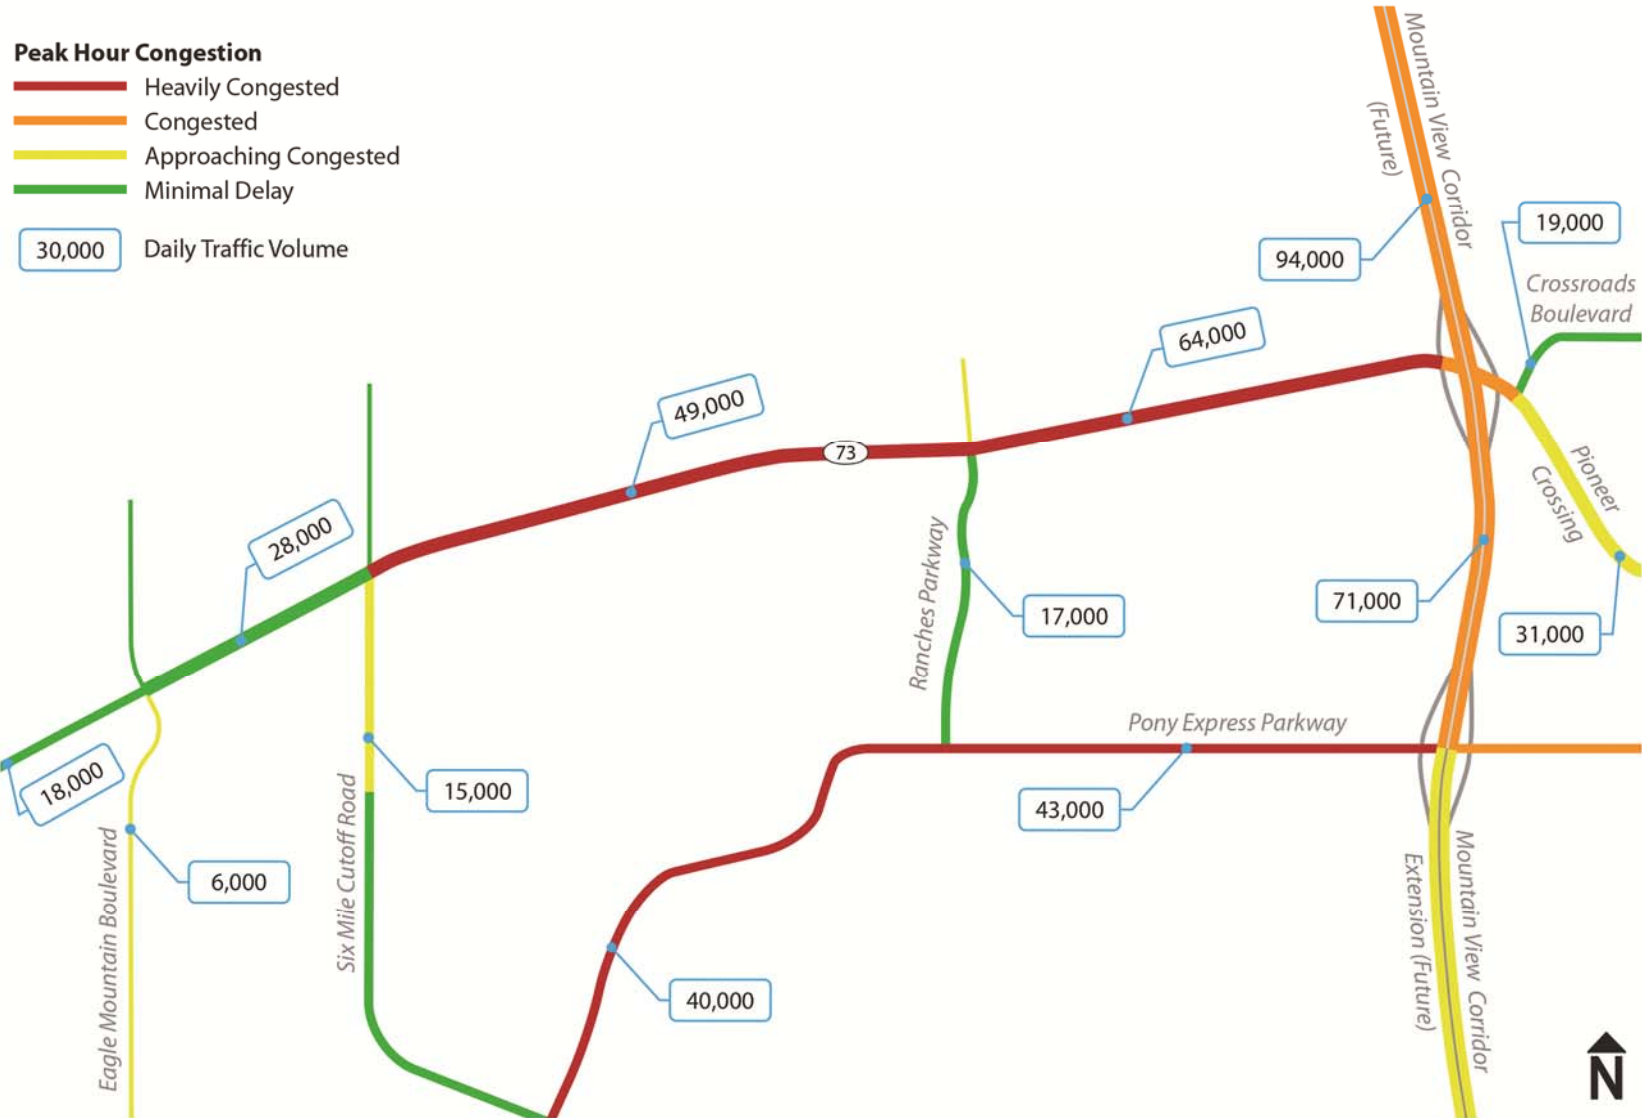 Peak Hour Congestion
Heavily Congested
Congested
Approaching Congested
Minimal Delay
30,000 Daily Traffic Volume
Mountain View Corridor
(Future)
19,000
94,000
Crossroads
Boulevard
64,000
49,000
73
28,000
Pioneer
Crossing
Ranches Parkway
17,000
71,000
31,000
Pony Express Parkway
18,000
15,000
43,000
6,000
Eagle Mountain Boulevard
Six Mile Cutoff Road
40,000
Mountain View Corridor
Extension (Future)
N